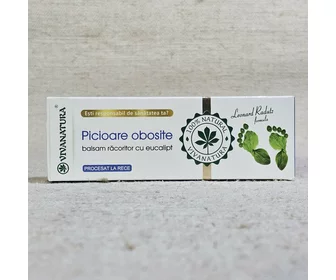 Ești responsabil de sănătatea ta?
VIVANATURA
Picioare obosite
balsam răcoritor cu eucalipt
PROCESAT LA RECE
100% NATURAL
VIVANATURA
Leonard Radutz
formula